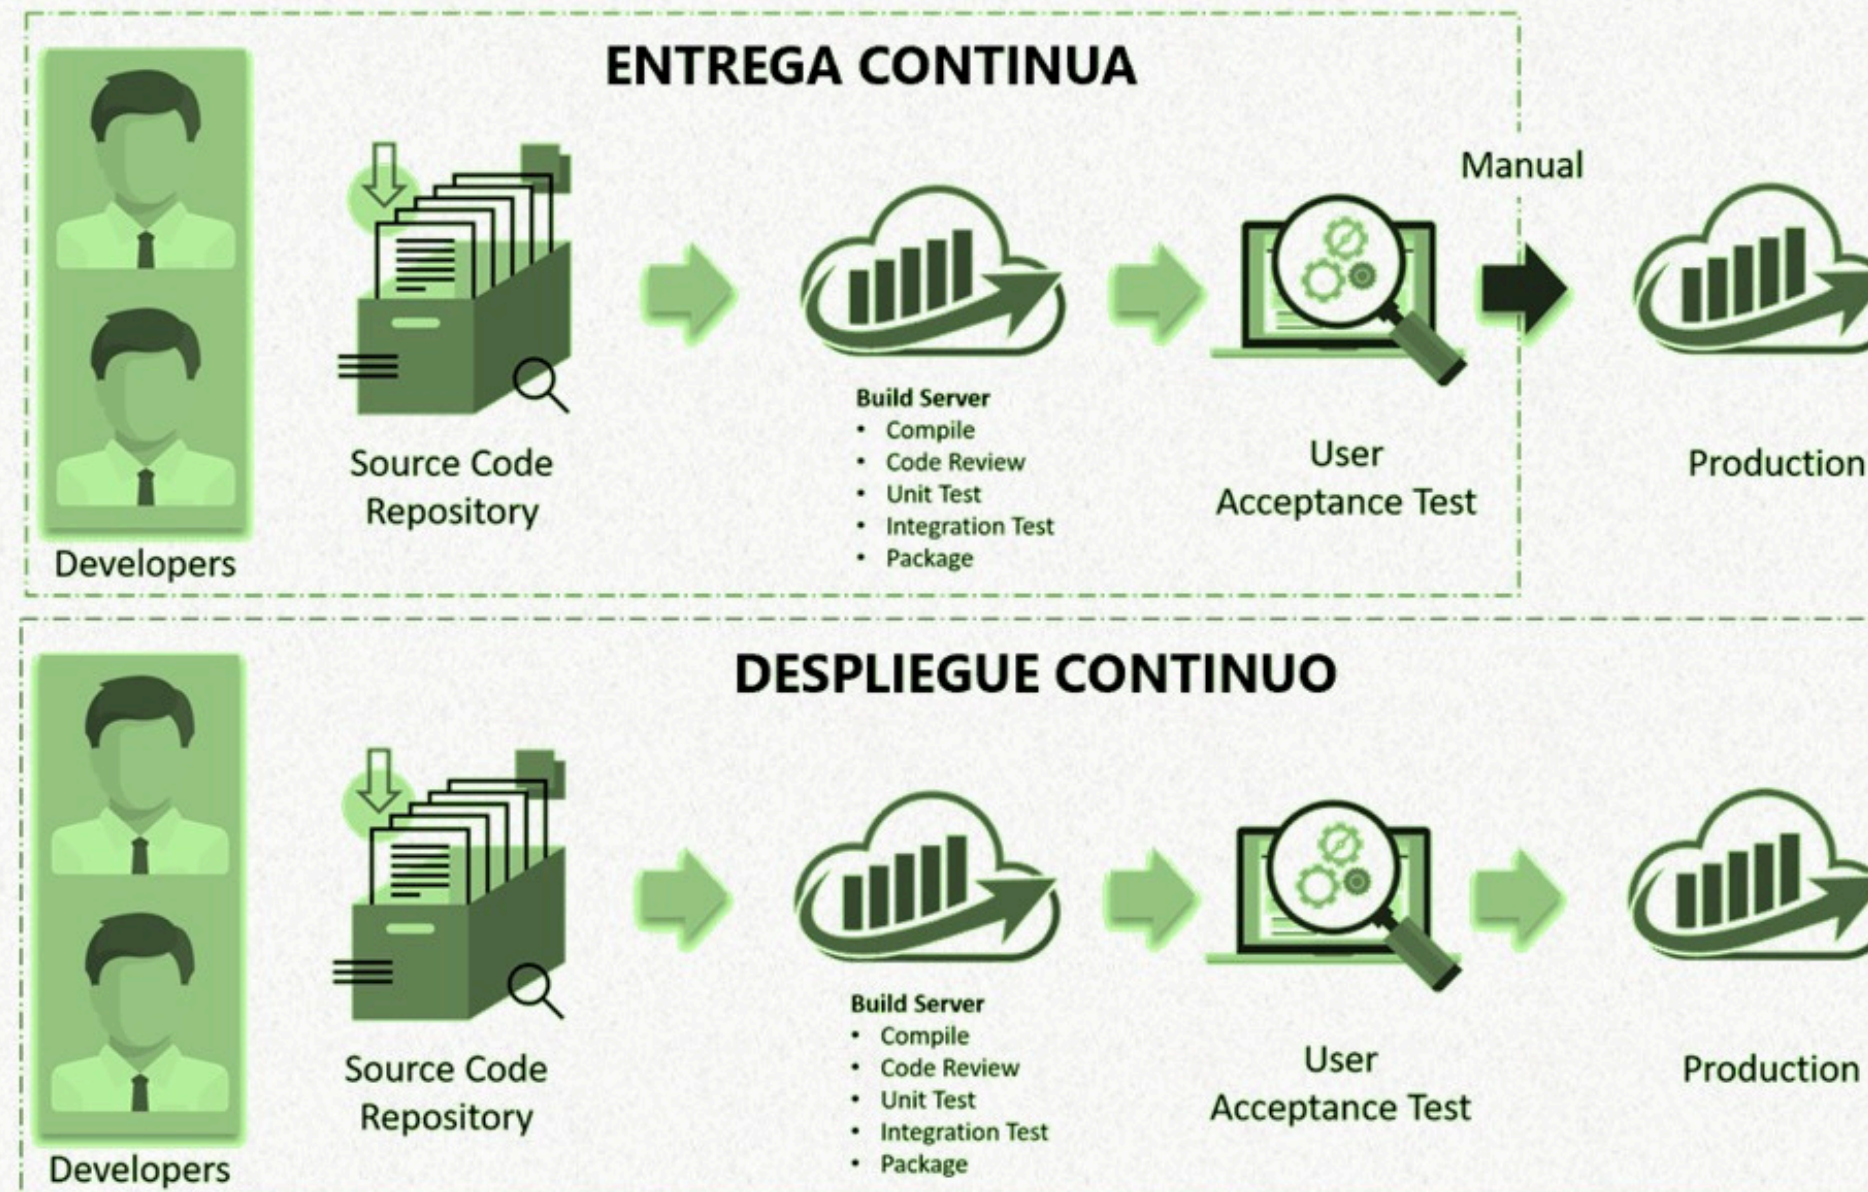 ENTREGA CONTINUA
Manual
Developers
Source Code
Repository
Build Server
• Compile
• Code Review
• Unit Test
• Integration Test
• Package
User
Acceptance Test
Production
DESPLIEGUE CONTINUO
Developers
Source Code
Repository
Build Server
• Compile
• Code Review
• Unit Test
• Integration Test
• Package
User
Acceptance Test
Production